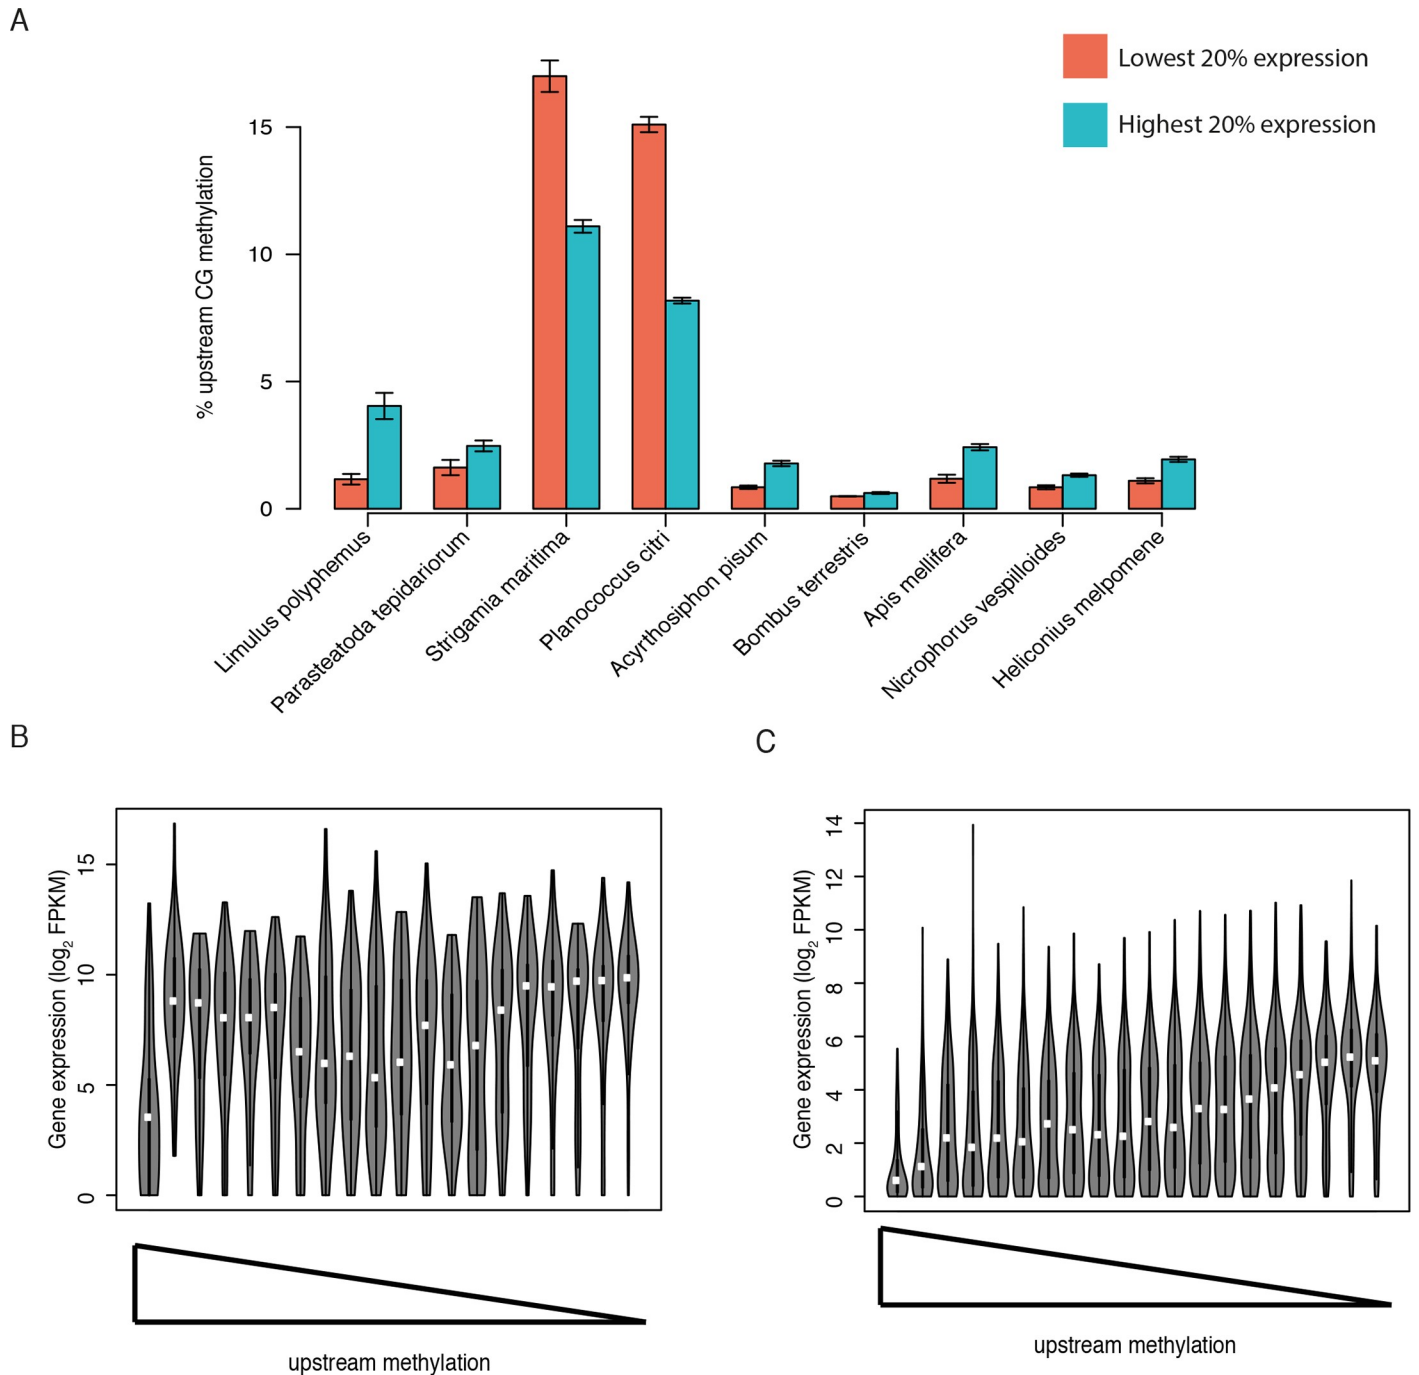 A
Lowest 20% expression
Highest 20% expression
% upstream CG methylation
15
10
5
0
Limulus polyphemus
Parasteatoda tepidariorum
Strigamia maritima
Planococcus citri
Acyrthosiphon pisum
Bombus terrestris
Apis mellifera
Nicrophorus vespilloides
Heliconius melpomene
B
Gene expression (log2 FPKM)
15
10
5
0
upstream methylation
C
Gene expression (log2 FPKM)
14
12
10
8
6
4
2
0
upstream methylation